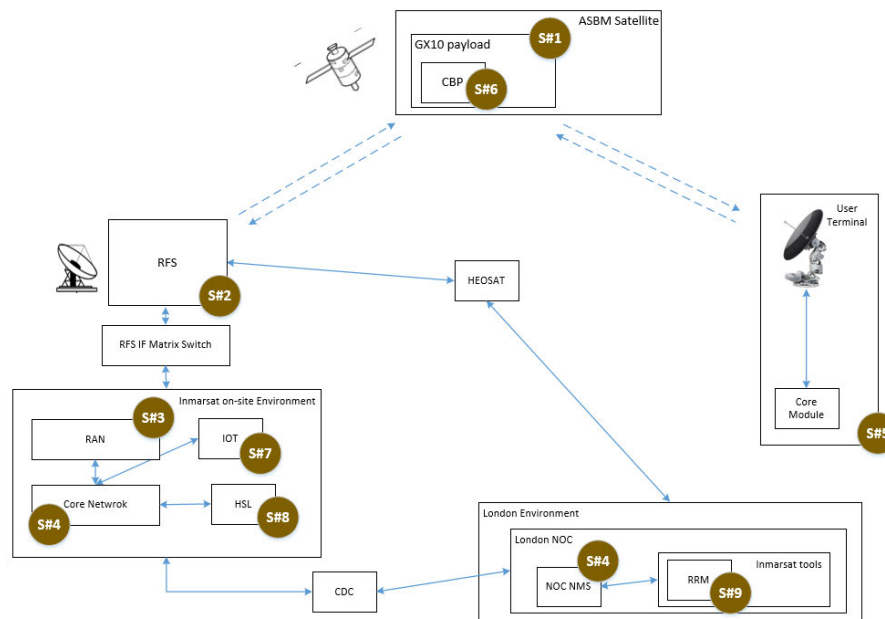 ASBM Satellite
GX10 payload
S#1
CBP
S#6
RFS
S#2
HEOSAT
User
Terminal
RFS IF Matrix Switch
Inmarsat on-site Environment
S#3
RAN
IOT
S#7
Core
Module
S#5
Core Netwrok
S#4
HSL
S#8
London Environment
London NOC
S#4
NOC NMS
Inmarsat tools
RRM
S#9
CDC